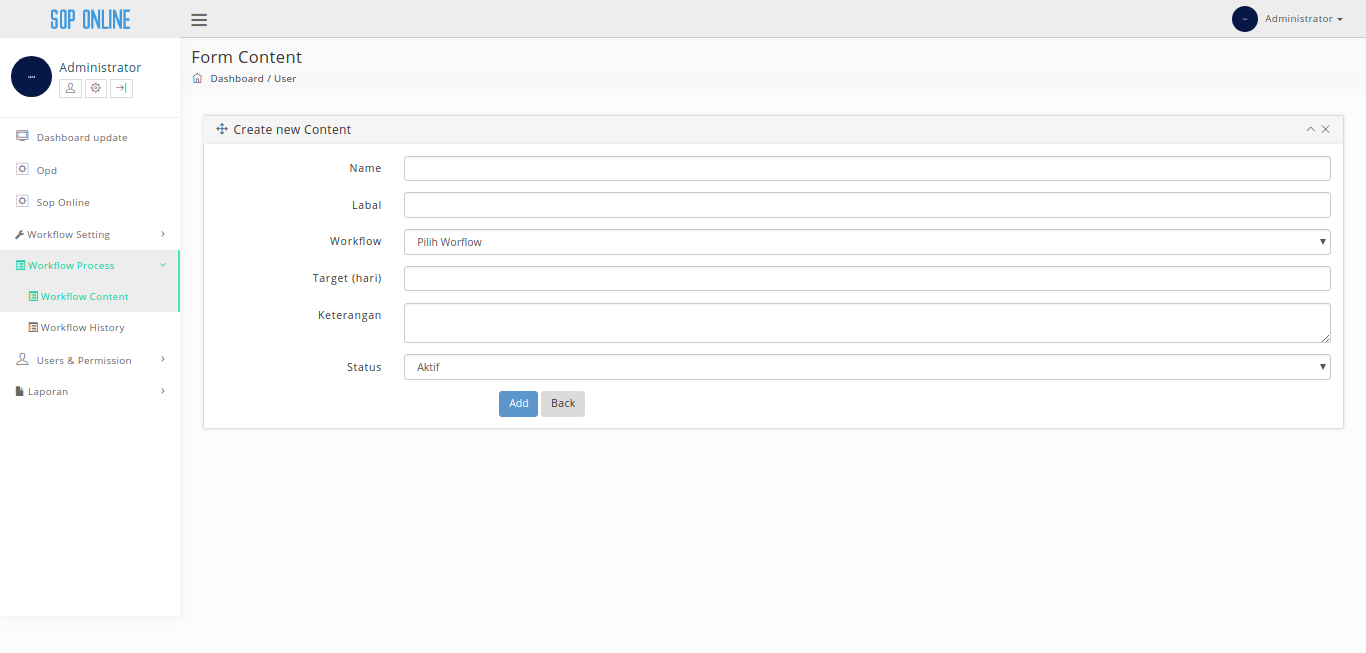 SOP ONLINE
Administrator
Administrator
Dashboard update
Opd
Sop Online
Workflow Setting
Workflow Process
Workflow Content
Workflow History
Users & Permission
Laporan
Form Content
Dashboard / User
Create new Content
Name
Labal
Workflow
Pilih Worflow
Target (hari)
Keterangan
Status
Aktif
Add Back